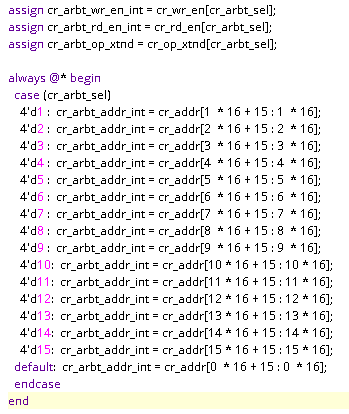 assign cr_arbt_wr_en_int = cr_wr_en[cr_arbt_sel];
assign cr_arbt_rd_en_int = cr_rd_en[cr_arbt_sel];
assign cr_arbt_op_xtnd = cr_op_xtnd[cr_arbt_sel];

always @* begin
  case (cr_arbt_sel)
    4'd1 :  cr_arbt_addr_int = cr_addr[1  * 16 + 15 : 1  * 16];
    4'd2 :  cr_arbt_addr_int = cr_addr[2  * 16 + 15 : 2  * 16];
    4'd3 :  cr_arbt_addr_int = cr_addr[3  * 16 + 15 : 3  * 16];
    4'd4 :  cr_arbt_addr_int = cr_addr[4  * 16 + 15 : 4  * 16];
    4'd5 :  cr_arbt_addr_int = cr_addr[5  * 16 + 15 : 5  * 16];
    4'd6 :  cr_arbt_addr_int = cr_addr[6  * 16 + 15 : 6  * 16];
    4'd7 :  cr_arbt_addr_int = cr_addr[7  * 16 + 15 : 7  * 16];
    4'd8 :  cr_arbt_addr_int = cr_addr[8  * 16 + 15 : 8  * 16];
    4'd9 :  cr_arbt_addr_int = cr_addr[9  * 16 + 15 : 9  * 16];
    4'd10:  cr_arbt_addr_int = cr_addr[10 * 16 + 15 : 10 * 16];
    4'd11:  cr_arbt_addr_int = cr_addr[11 * 16 + 15 : 11 * 16];
    4'd12:  cr_arbt_addr_int = cr_addr[12 * 16 + 15 : 12 * 16];
    4'd13:  cr_arbt_addr_int = cr_addr[13 * 16 + 15 : 13 * 16];
    4'd14:  cr_arbt_addr_int = cr_addr[14 * 16 + 15 : 14 * 16];
    4'd15:  cr_arbt_addr_int = cr_addr[15 * 16 + 15 : 15 * 16];
  default:  cr_arbt_addr_int = cr_addr[0  * 16 + 15 : 0  * 16];
  endcase
end